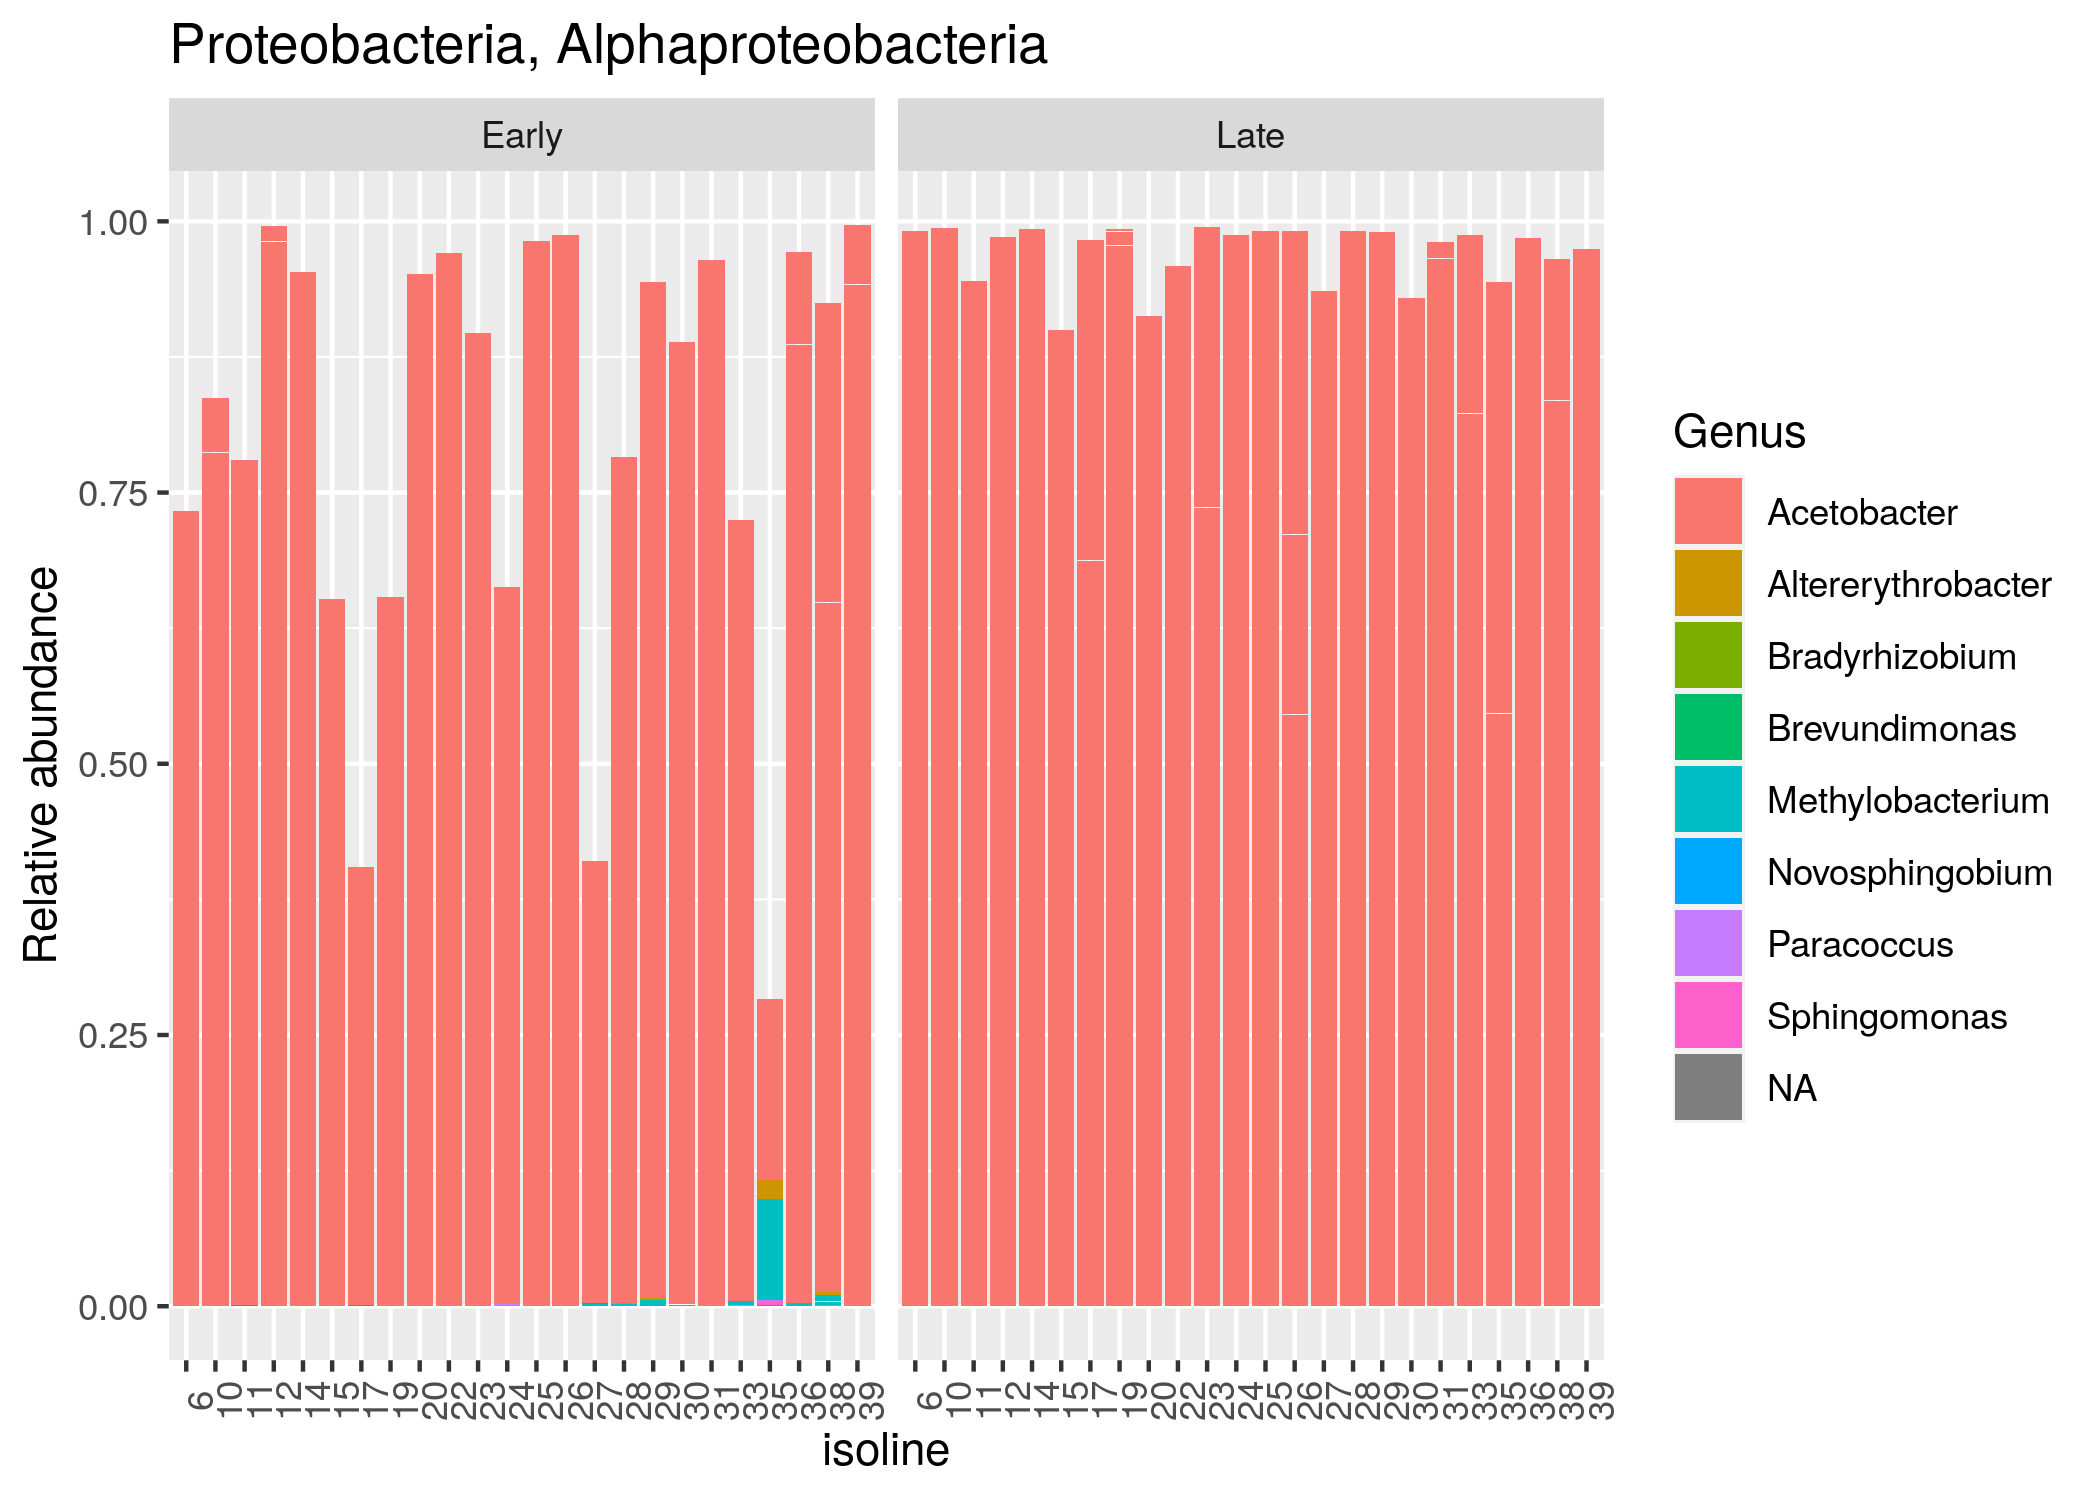 Proteobacteria, Alphaproteobacteria
Early
Late
1.00
0.75
0.50
0.25
0.00
Relative abundance
6 10 11 12 14 15 17 19 20 22 23 24 25 26 27 28 29 30 31 33 35 36 38 39
6 10 11 12 14 15 17 19 20 22 23 24 25 26 27 28 29 30 31 33 35 36 38 39
isoline
Genus
Acetobacter
Altererythrobacter
Bradyrhizobium
Brevundimonas
Methylobacterium
Novosphingobium
Paracoccus
Sphingomonas
NA